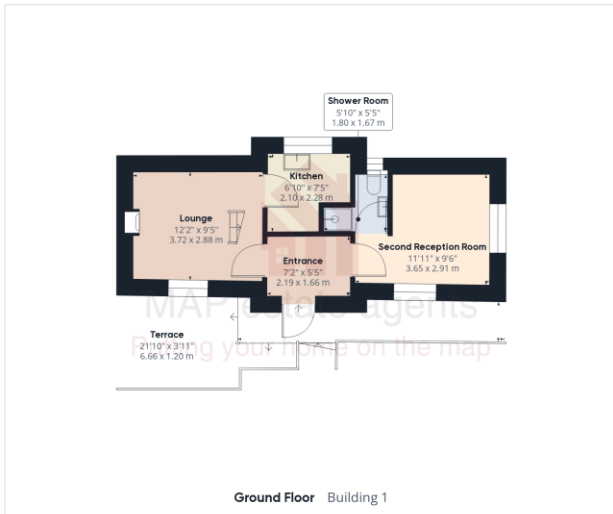 Shower Room
5'10" x 5'5"
1.80 x 1.67 m
Kitchen
6'10" x 7'5"
2.10 x 2.28 m
Lounge
12'2" x 9'5"
3.72 x 2.88 m
Second Reception Room
11'11" x 9'6"
3.65 x 2.91 m
Entrance
7'2" x 5'5"
2.19 x 1.66 m
MAP estate agents
Putting your home on the map
Terrace
21'10" x 3'11"
6.66 x 1.20 m
Ground Floor Building 1